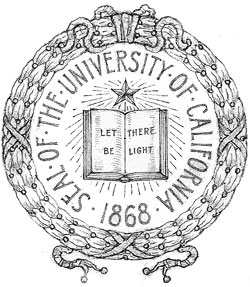 SEAL·OF·THE·UNIVERSITY·OF·CALIFORNIA·
1868
LET THERE
BE LIGHT